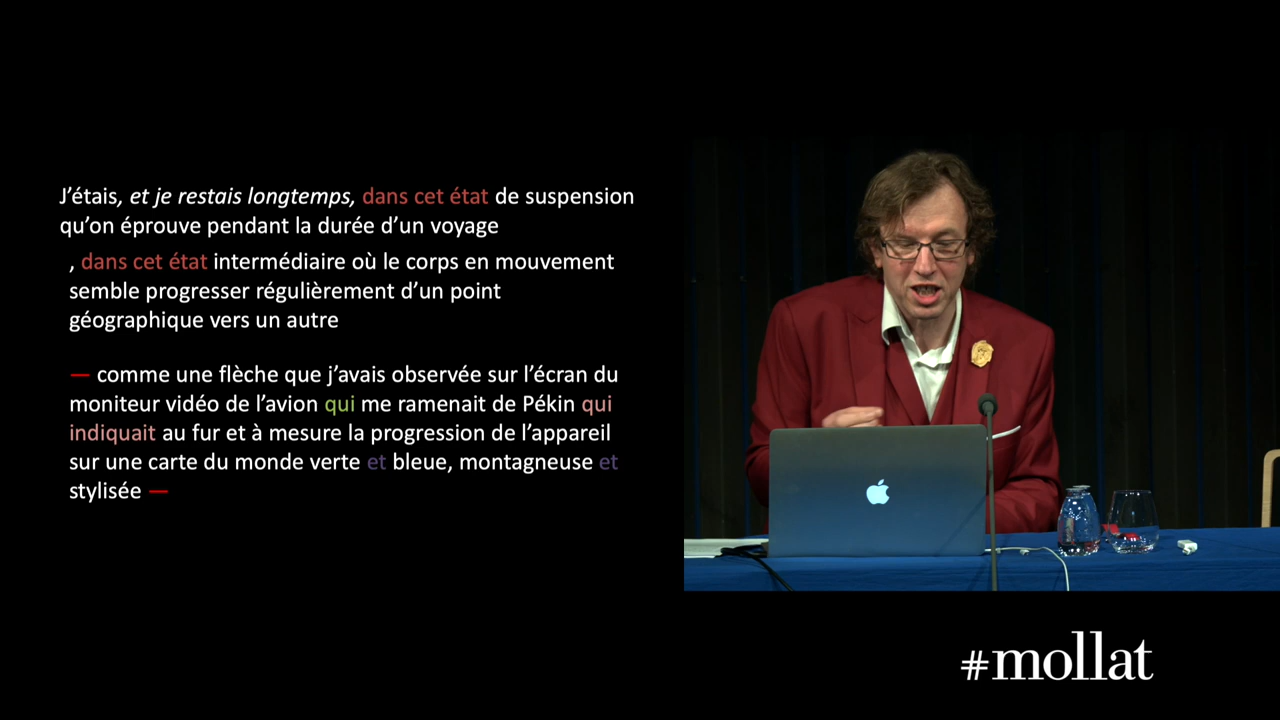 J’étais, et je restais longtemps, dans cet état de suspension
qu’on éprouve pendant la durée d’un voyage
, dans cet état intermédiaire où le corps en mouvement
semble progresser régulièrement d’un point
géographique vers un autre
— comme une flèche que j’avais observée sur l’écran du
moniteur vidéo de l’avion qui me ramenait de Pékin qui
indiquait au fur et à mesure la progression de l’appareil
sur une carte du monde verte et bleue, montagneuse et
stylisée —
#mollat